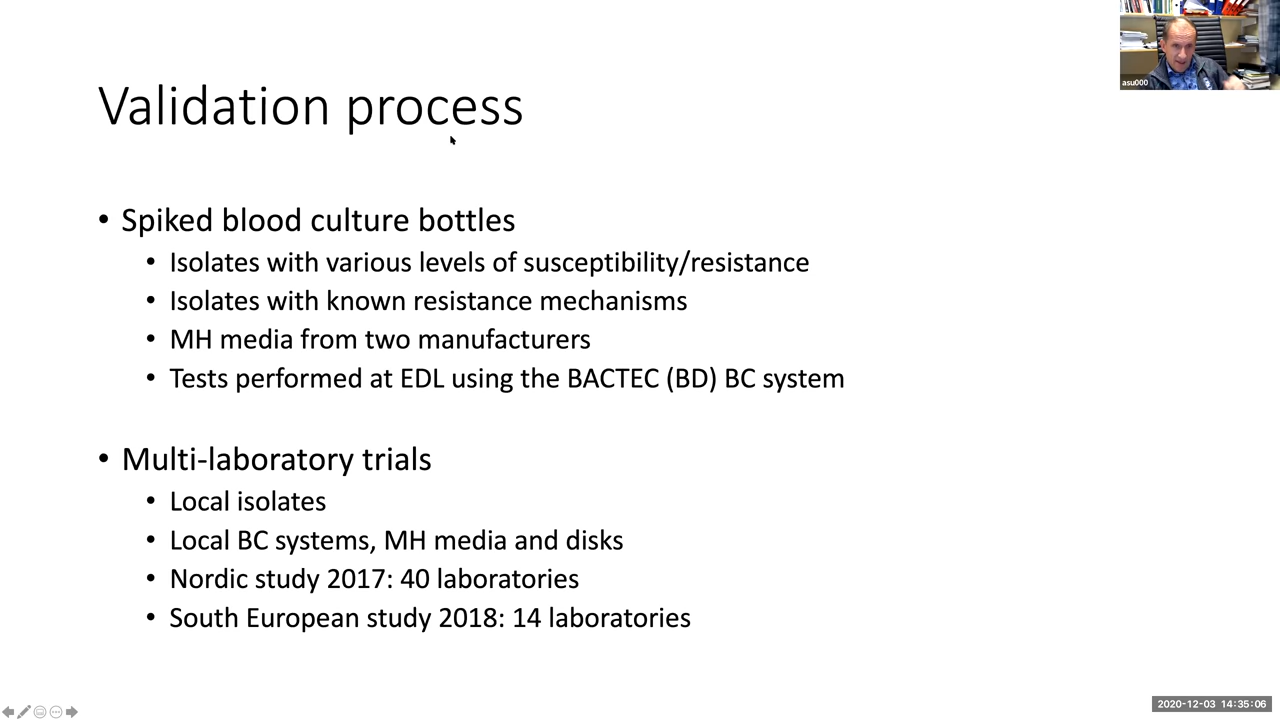 asu000
Validation process
• Spiked blood culture bottles
• Isolates with various levels of susceptibility/resistance
• Isolates with known resistance mechanisms
• MH media from two manufacturers
• Tests performed at EDL using the BACTEC (BD) BC system
• Multi-laboratory trials
• Local isolates
• Local BC systems, MH media and disks
• Nordic study 2017: 40 laboratories
• South European study 2018: 14 laboratories
2020-12-03 14:35:06